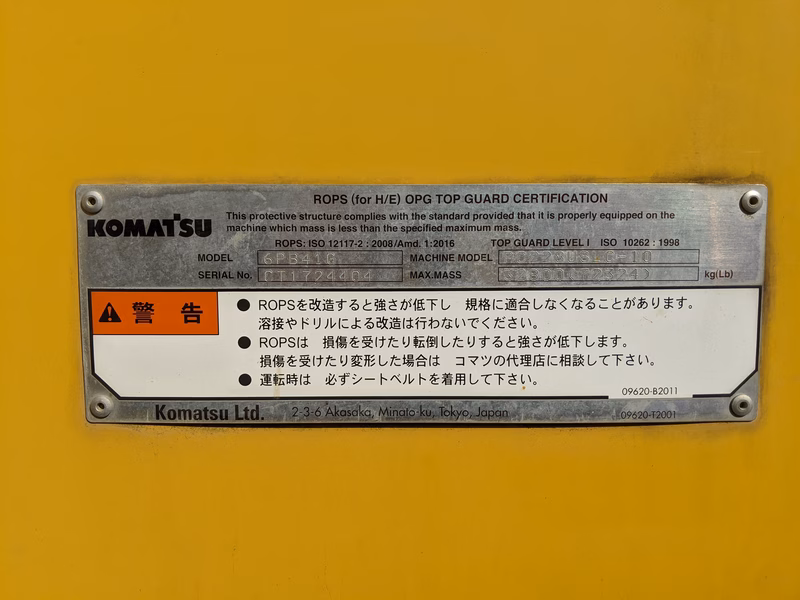 ROPS (for H/E) OPG TOP GUARD CERTIFICATION
KOMATSU
This protective structure complies with the standard provided that it is properly equipped on the
machine which mass is less than the specified maximum mass.
ROPS: ISO 12117-2 : 2008/Amd. 1:2016 TOP GUARD LEVEL I ISO 10262 : 1998
MODEL MACHINE MODEL
SERIAL No. CT1724404 MAX.MASS kg(Lb)
警告
● ROPSを改造すると強さが低下し 規格に適合しなくなることがあります。
溶接やドリルによる改造は行わないでください。
● ROPSは 損傷を受けたり転倒したりすると強さが低下します。
損傷を受けたり変形した場合は コマツの代理店に相談して下さい。
● 運転時は 必ずシートベルトを着用して下さい。
09620-B2011
Komatsu Ltd. 2-3-6 Akasaka, Minato-ku, Tokyo, Japan 09620-T2001